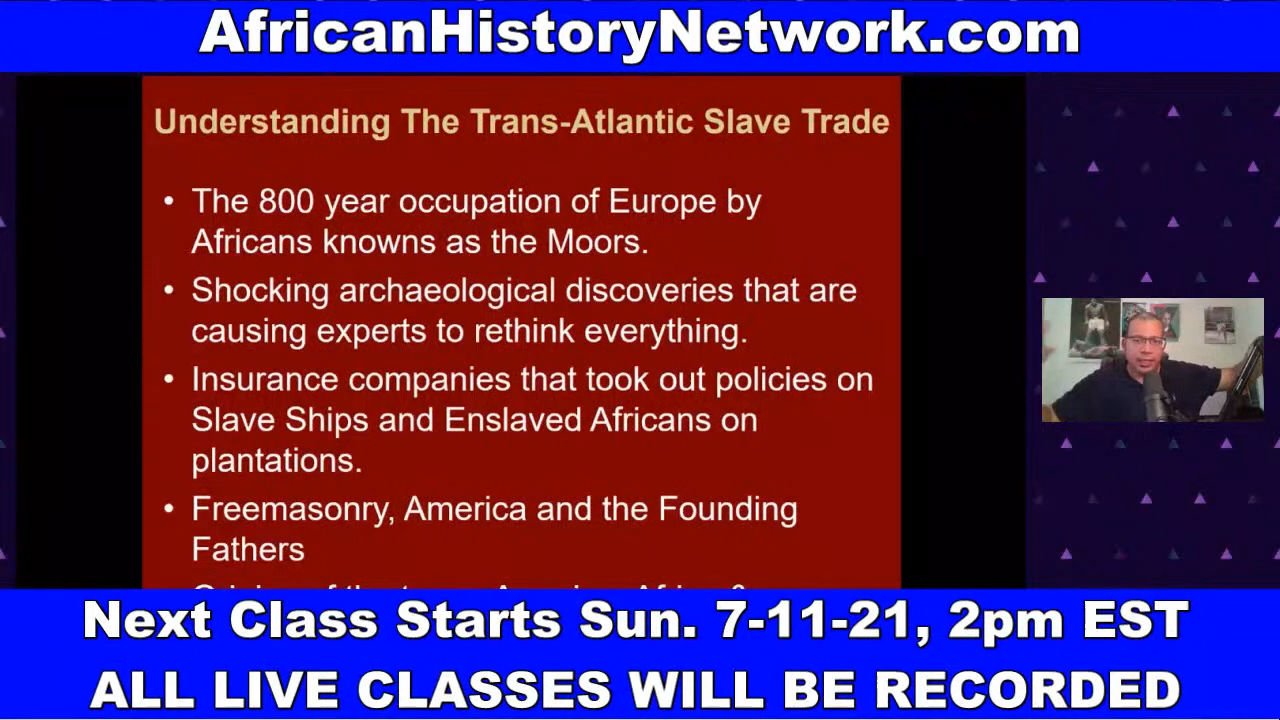 AfricanHistoryNetwork.com
Understanding The Trans-Atlantic Slave Trade
• The 800 year occupation of Europe by
Africans knowns as the Moors.
• Shocking archaeological discoveries that are
causing experts to rethink everything.
• Insurance companies that took out policies on
Slave Ships and Enslaved Africans on
plantations.
• Freemasonry, America and the Founding
Fathers
Next Class Starts Sun. 7-11-21, 2pm EST
ALL LIVE CLASSES WILL BE RECORDED